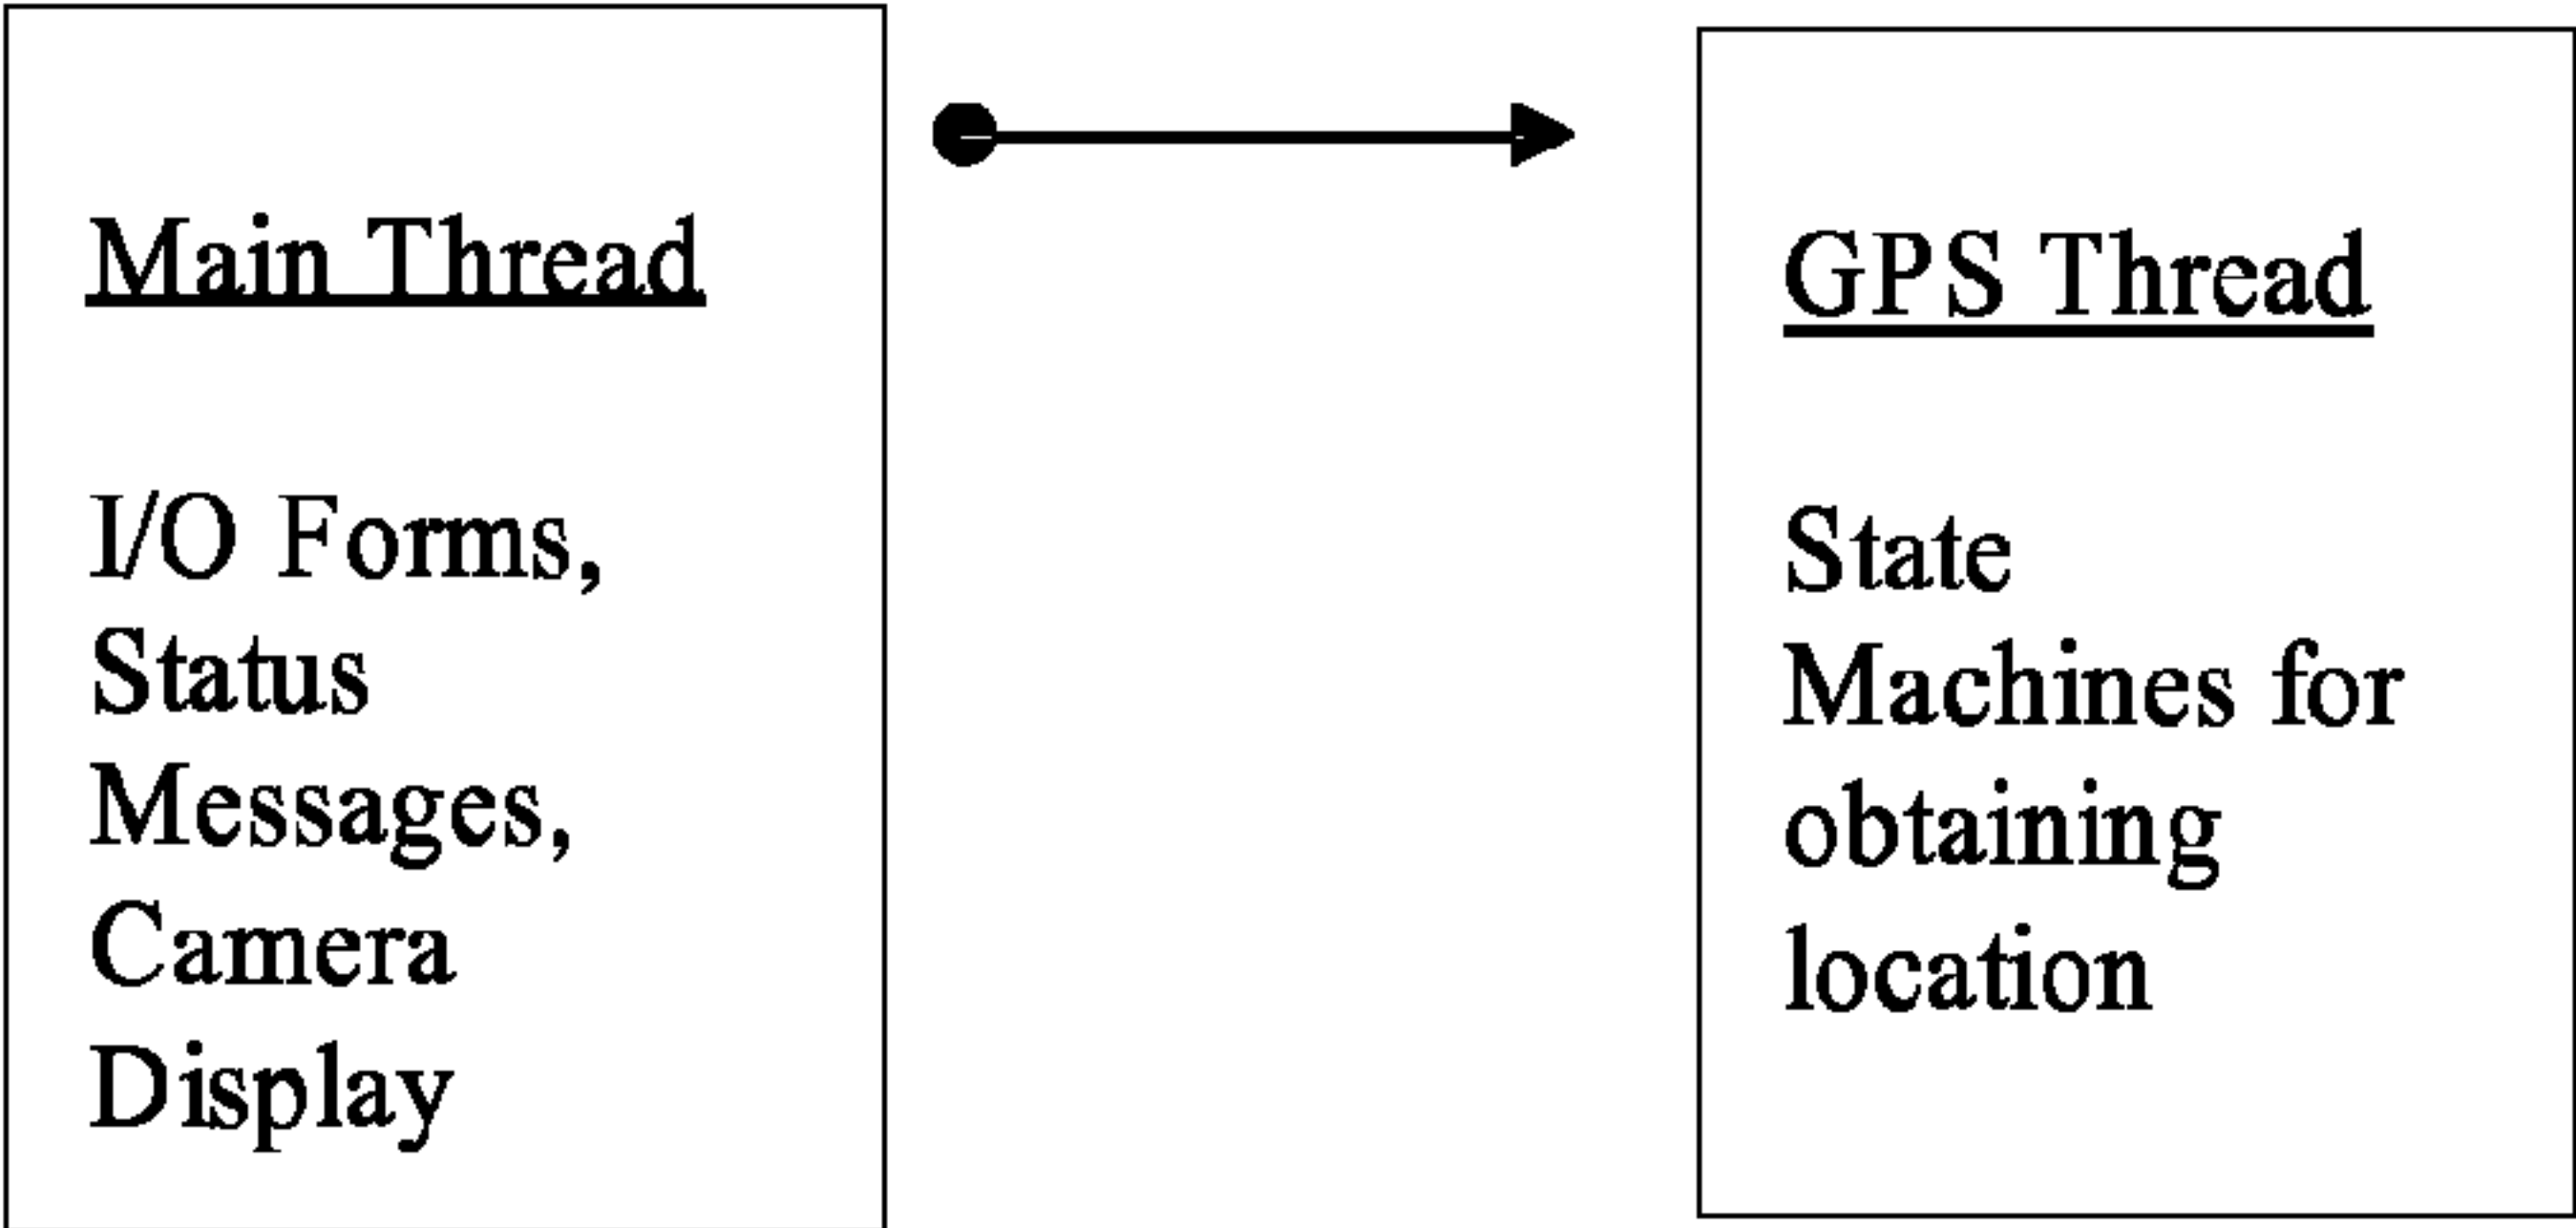 Main Thread
I/O Forms,
Status
Messages,
Camera
Display
GPS Thread
State
Machines for
obtaining
location